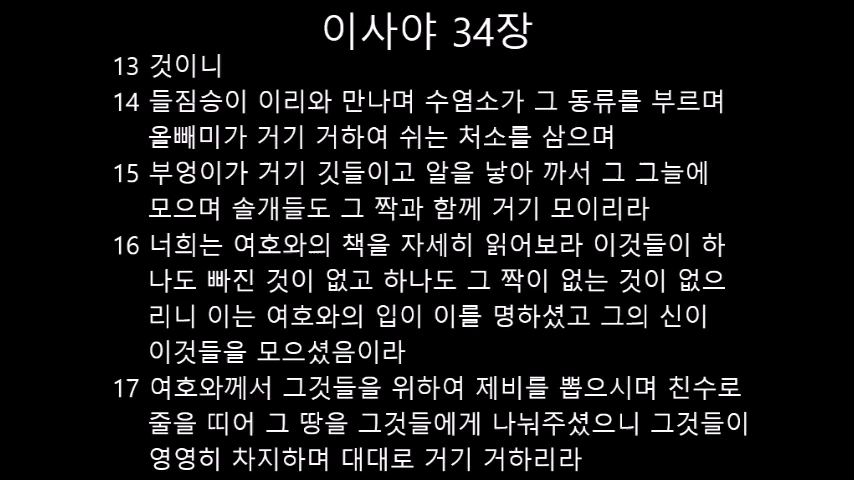 이사야 34장
13 것이니
14 들짐승이 이리와 만나며 수염소가 그 동류를 부르며
올빼미가 거기 거하여 쉬는 처소를 삼으며
15 부엉이가 거기 깃들이고 알을 낳아 까서 그 그늘에
모으며 솔개들도 그 짝과 함께 거기 모이리라
16 너희는 여호와의 책을 자세히 읽어보라 이것들이 하
나도 빠진 것이 없고 하나도 그 짝이 없는 것이 없으
리니 이는 여호와의 입이 이를 명하셨고 그의 신이
이것들을 모으셨음이라
17 여호와께서 그것들을 위하여 제비를 뽑으시며 친수로
줄을 띠어 그 땅을 그것들에게 나눠주셨으니 그것들이
영영히 차지하며 대대로 거기 거하리라